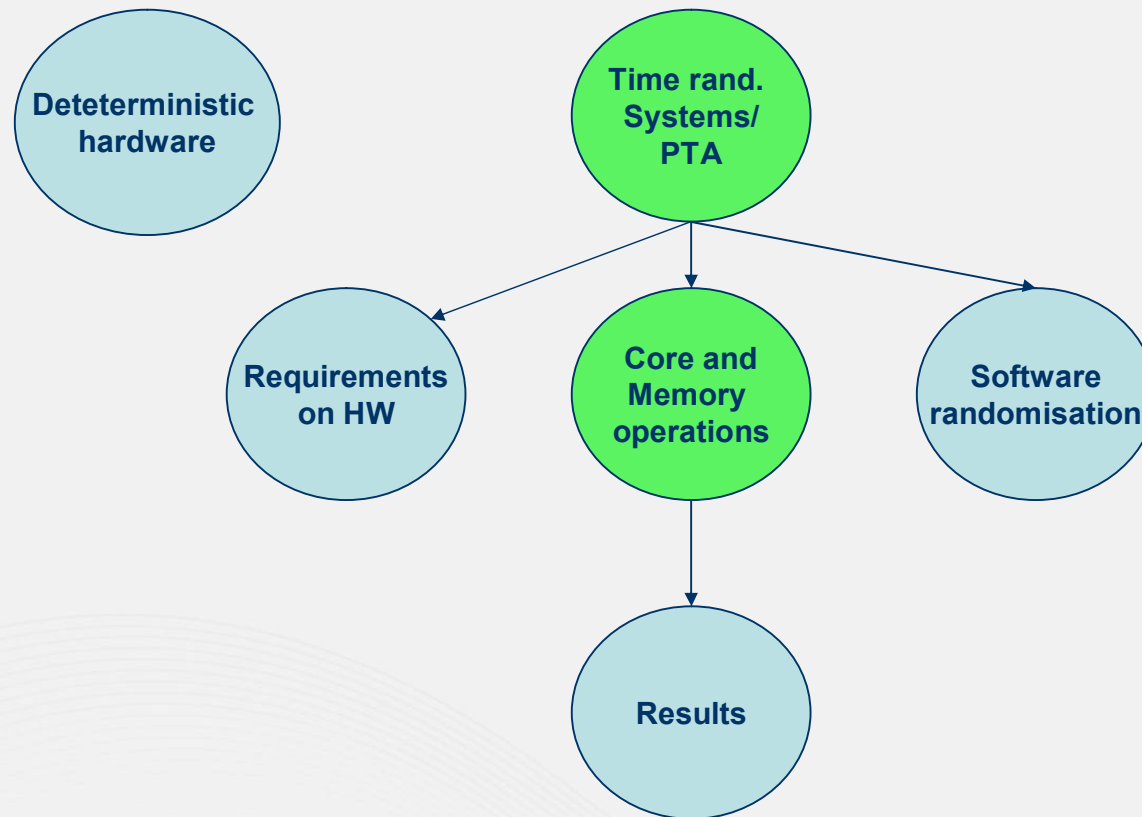 Deteterministic
hardware
Time rand.
Systems/
PTA
Requirements
on HW
Core and
Memory
operations
Software
randomisation
Results